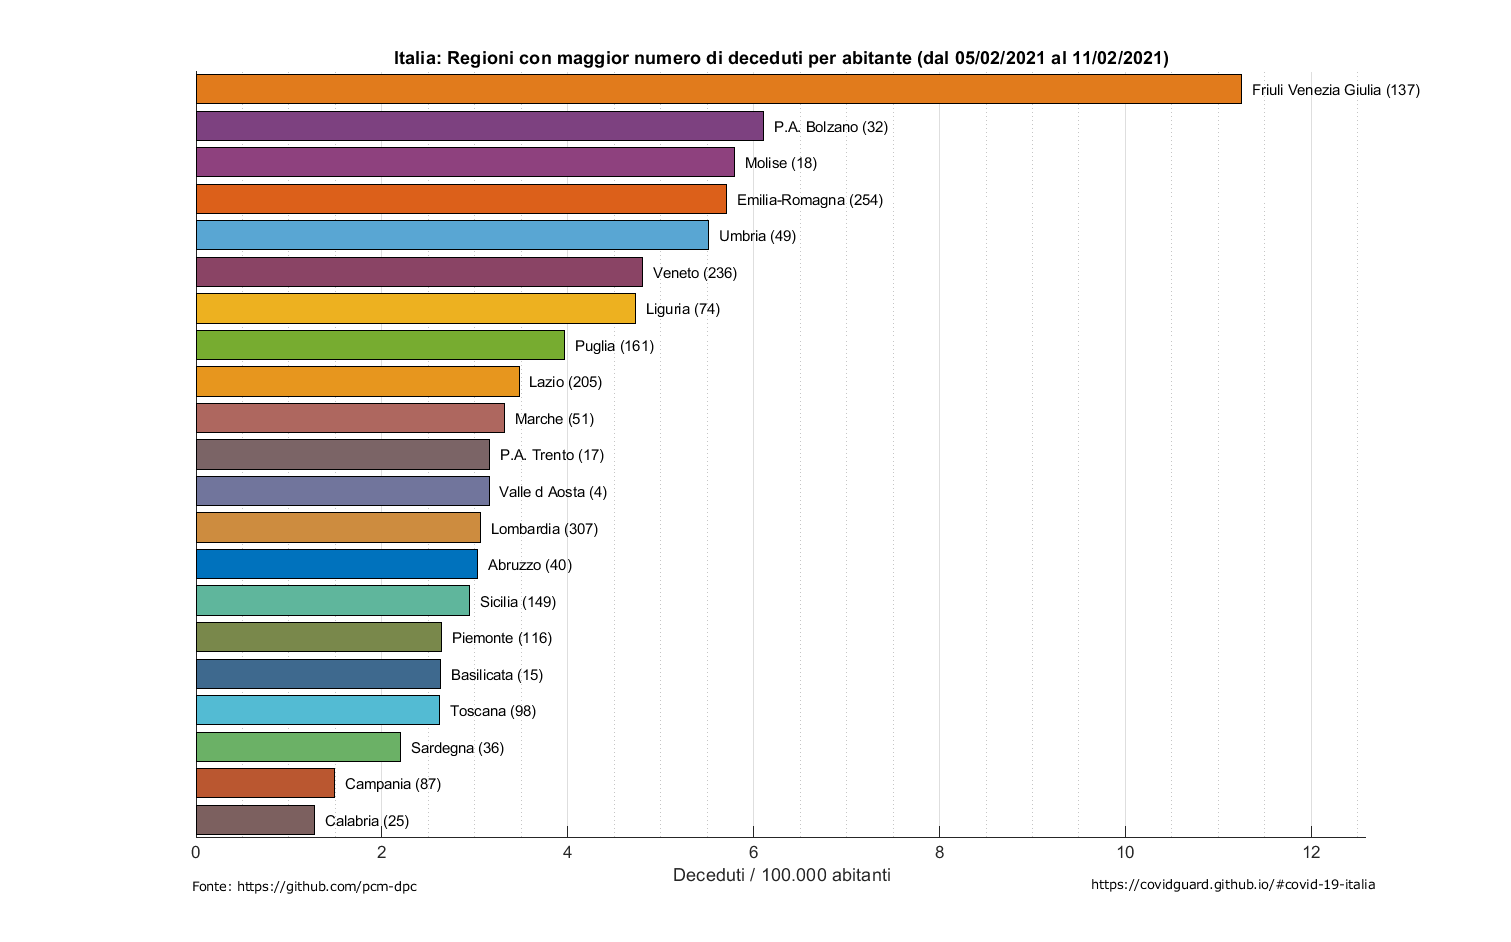 Italia: Regioni con maggior numero di deceduti per abitante (dal 05/02/2021 al 11/02/2021)
Friuli Venezia Giulia (137)
P.A. Bolzano (32)
Molise (18)
Emilia-Romagna (254)
Umbria (49)
Veneto (236)
Liguria (74)
Puglia (161)
Lazio (205)
Marche (51)
P.A. Trento (17)
Valle d Aosta (4)
Lombardia (307)
Abruzzo (40)
Sicilia (149)
Piemonte (116)
Basilicata (15)
Toscana (98)
Sardegna (36)
Campania (87)
Calabria (25)
0 2 4 6 8 10 12
Deceduti / 100.000 abitanti
Fonte: https://github.com/pcm-dpc
https://covidguard.github.io/#covid-19-italia